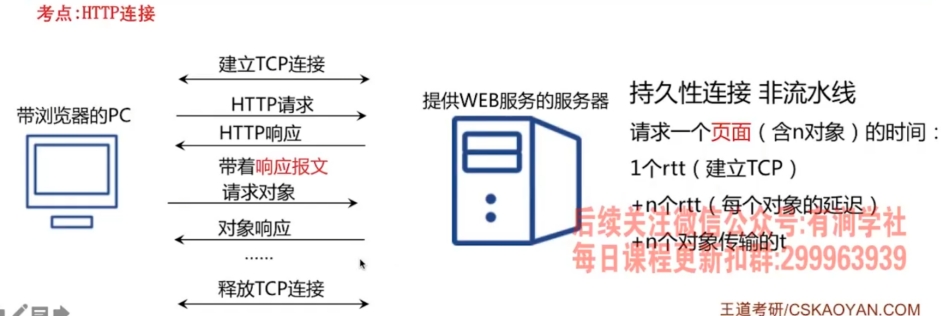 考点:HTTP连接
建立TCP连接
HTTP请求
HTTP响应
带着响应报文
请求对象
对象响应
......
释放TCP连接
带浏览器的PC
提供WEB服务的服务器
持久性连接 非流水线
请求一个页面（含n对象）的时间：
1个rtt（建立TCP）
+n个rtt（每个对象的延迟）
+n个对象传输的t
后续关注微信公众号:有涧学社
每日课程更新扣群:299963939
王道考研/CSKAOYAN.COM